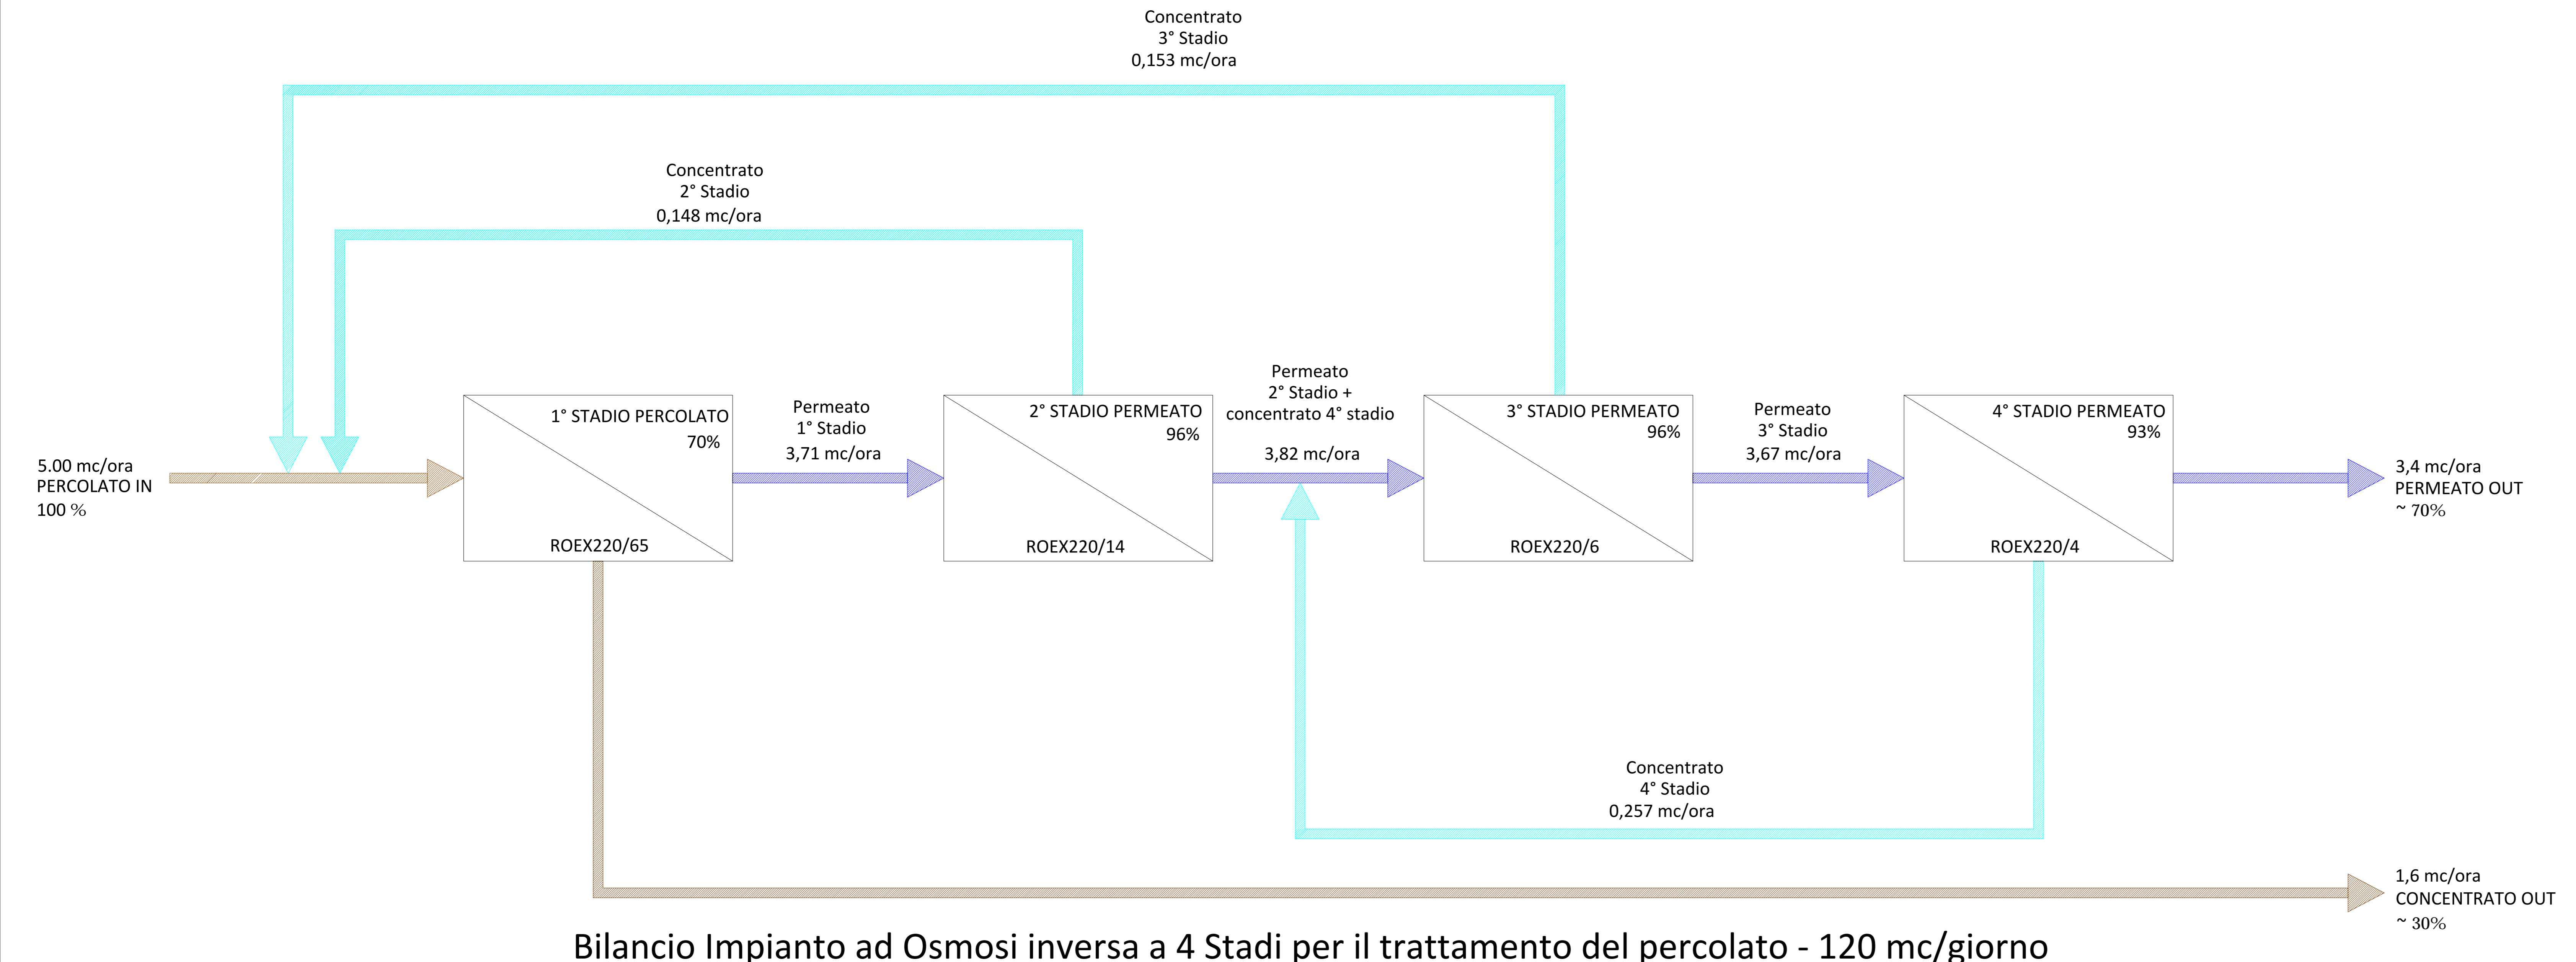 Concentrato
3° Stadio
0,153 mc/ora
Concentrato
2° Stadio
0,148 mc/ora
5.00 mc/ora
PERCOLATO IN
100 %
1° STADIO PERCOLATO
70%
ROEX220/65
Permeato
1° Stadio
3,71 mc/ora
2° STADIO PERMEATO
96%
ROEX220/14
Permeato
2° Stadio +
concentrato 4° stadio
3,82 mc/ora
3° STADIO PERMEATO
96%
ROEX220/6
Permeato
3° Stadio
3,67 mc/ora
4° STADIO PERMEATO
93%
ROEX220/4
3,4 mc/ora
PERMEATO OUT
~ 70%
Concentrato
4° Stadio
0,257 mc/ora
1,6 mc/ora
CONCENTRATO OUT
~ 30%
Bilancio Impianto ad Osmosi inversa a 4 Stadi per il trattamento del percolato - 120 mc/giorno